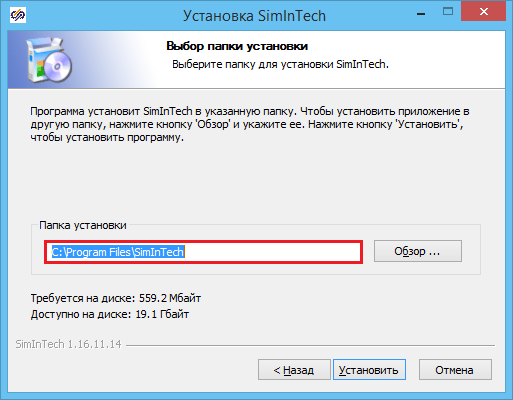 Установка SimInTech
Выбор папки установки
Выберите папку для установки SimInTech.
Программа установит SimInTech в указанную папку. Чтобы установить приложение в
другую папку, нажмите кнопку 'Обзор' и укажите ее. Нажмите кнопку 'Установить',
чтобы установить программу.
Папка установки
C:\Program Files\SimInTech
Обзор ...
Требуется на диске: 559.2 Мбайт
Доступно на диске: 19.1 Гбайт
SimInTech 1.16.11.14
< Назад
Установить
Отмена